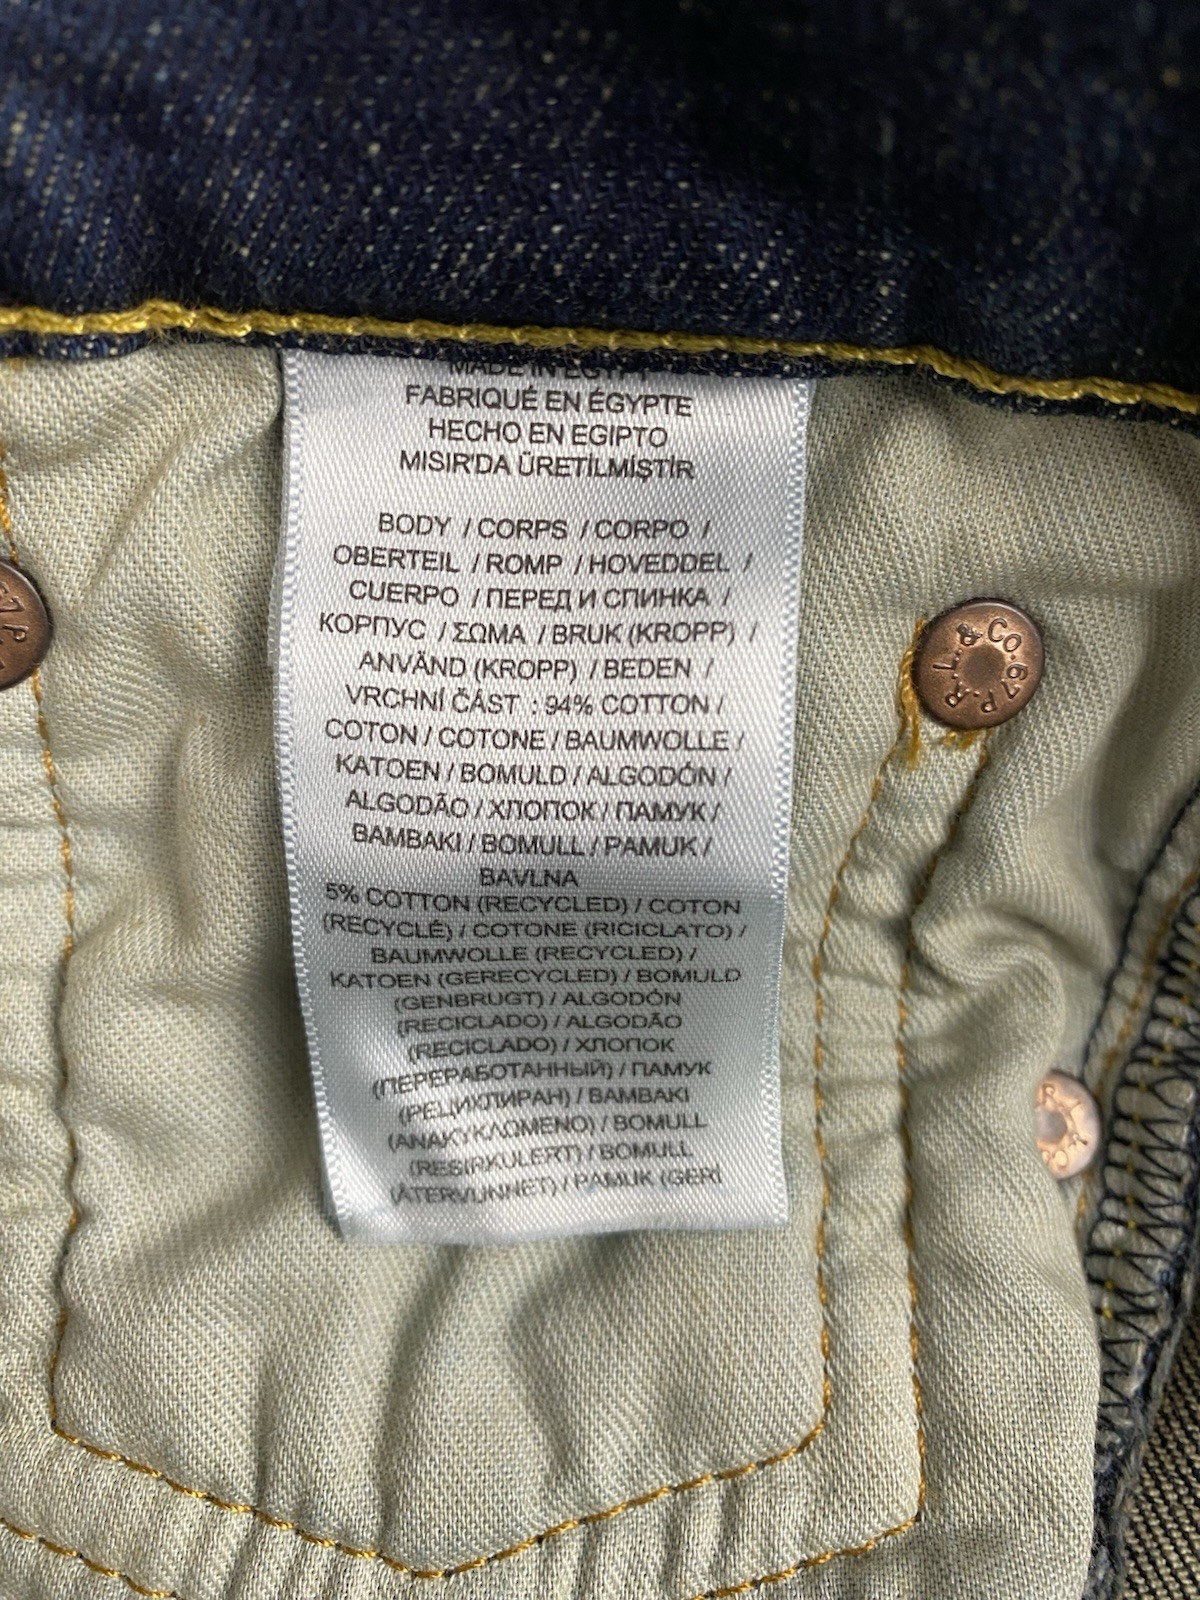 MADE IN EGYPT
FABRIQUÉ EN ÉGYPTE
HECHO EN EGIPTO
MISIR'DA ÜRETİLMİŞTİR
BODY / CORPS / CORPO /
OBERTEIL / ROMP / HOVEDDEL /
CUERPO / ПЕРЕД И СПИНКА /
КОРПУС / ΣΩΜΑ / BRUK (KROPP) /
ANVÄND (KROPP) / BEDEN /
VRCHNÍ ČÁST : 94% COTTON /
COTON / COTONE / BAUMWOLLE /
KATOEN / BOMULD / ALGODÓN /
ALGODÃO / ХЛОПОК / ПАМУК /
BAMBAKI / BOMULL / PAMUK /
BAVLNA
5% COTTON (RECYCLED) / COTON
(RECYCLÉ) / COTONE (RICICLATO) /
BAUMWOLLE (RECYCLED) /
KATOEN (GERECYCLED) / BOMULD
(GENBRUGT) / ALGODÓN
(RECICLADO) / ALGODÃO
(RECICLADO) / ХЛОПОК
(ПЕРЕРАБОТАННЫЙ) / ПАМУК
(РЕЦИКЛИРАН) / BAMBAKI
(ΑΝΑΚΥΚΛΩΜΕΝΟ) / BOMULL
(RESIRKULERT) / BOMULL
(ÅTERVUNNET) / PAMUK (GERİ
R.L. & CO. 67 P.